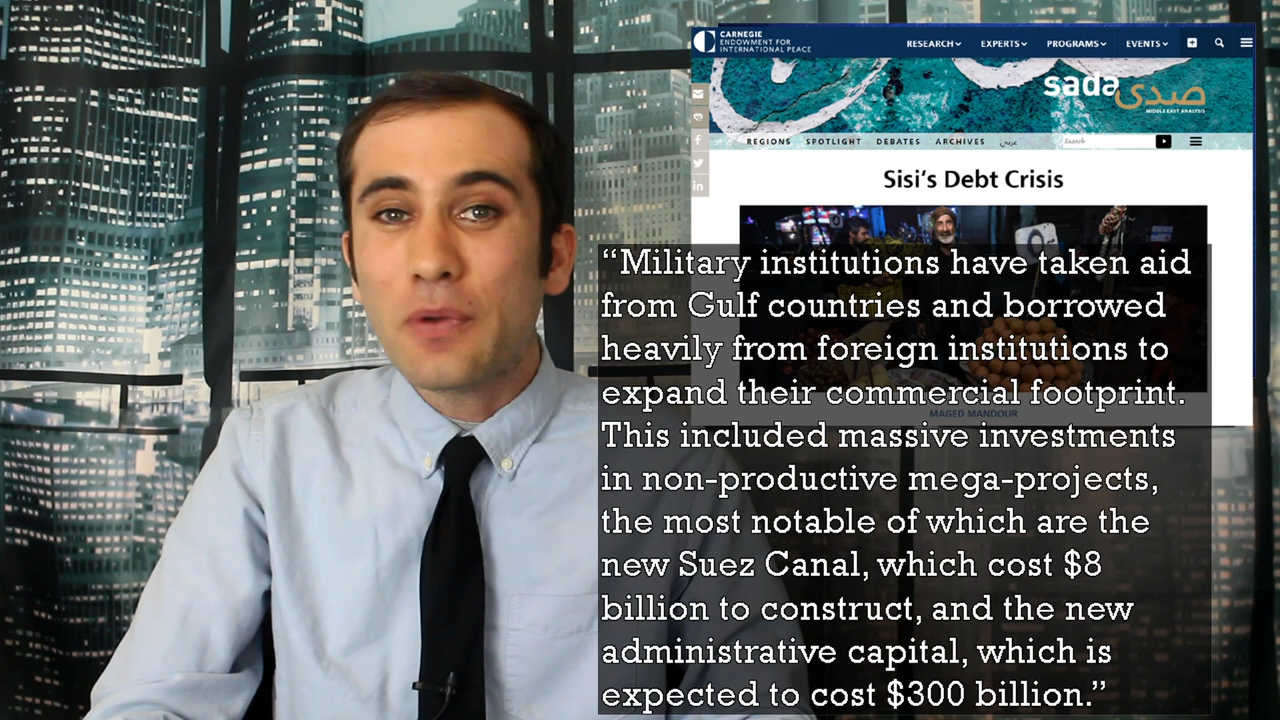 CARNEGIE
ENDOWMENT FOR
INTERNATIONAL PEACE
RESEARCH EXPERTS PROGRAMS EVENTS
sada صدى
MIDDLE EAST ANALYSIS
REGIONS SPOTLIGHT DEBATES ARCHIVES عربي Search
Sisi's Debt Crisis
“Military institutions have taken aid
from Gulf countries and borrowed
heavily from foreign institutions to
expand their commercial footprint.
MAGED MANDOUR
This included massive investments
in non-productive mega-projects,
the most notable of which are the
new Suez Canal, which cost $8
billion to construct, and the new
administrative capital, which is
expected to cost $300 billion.”